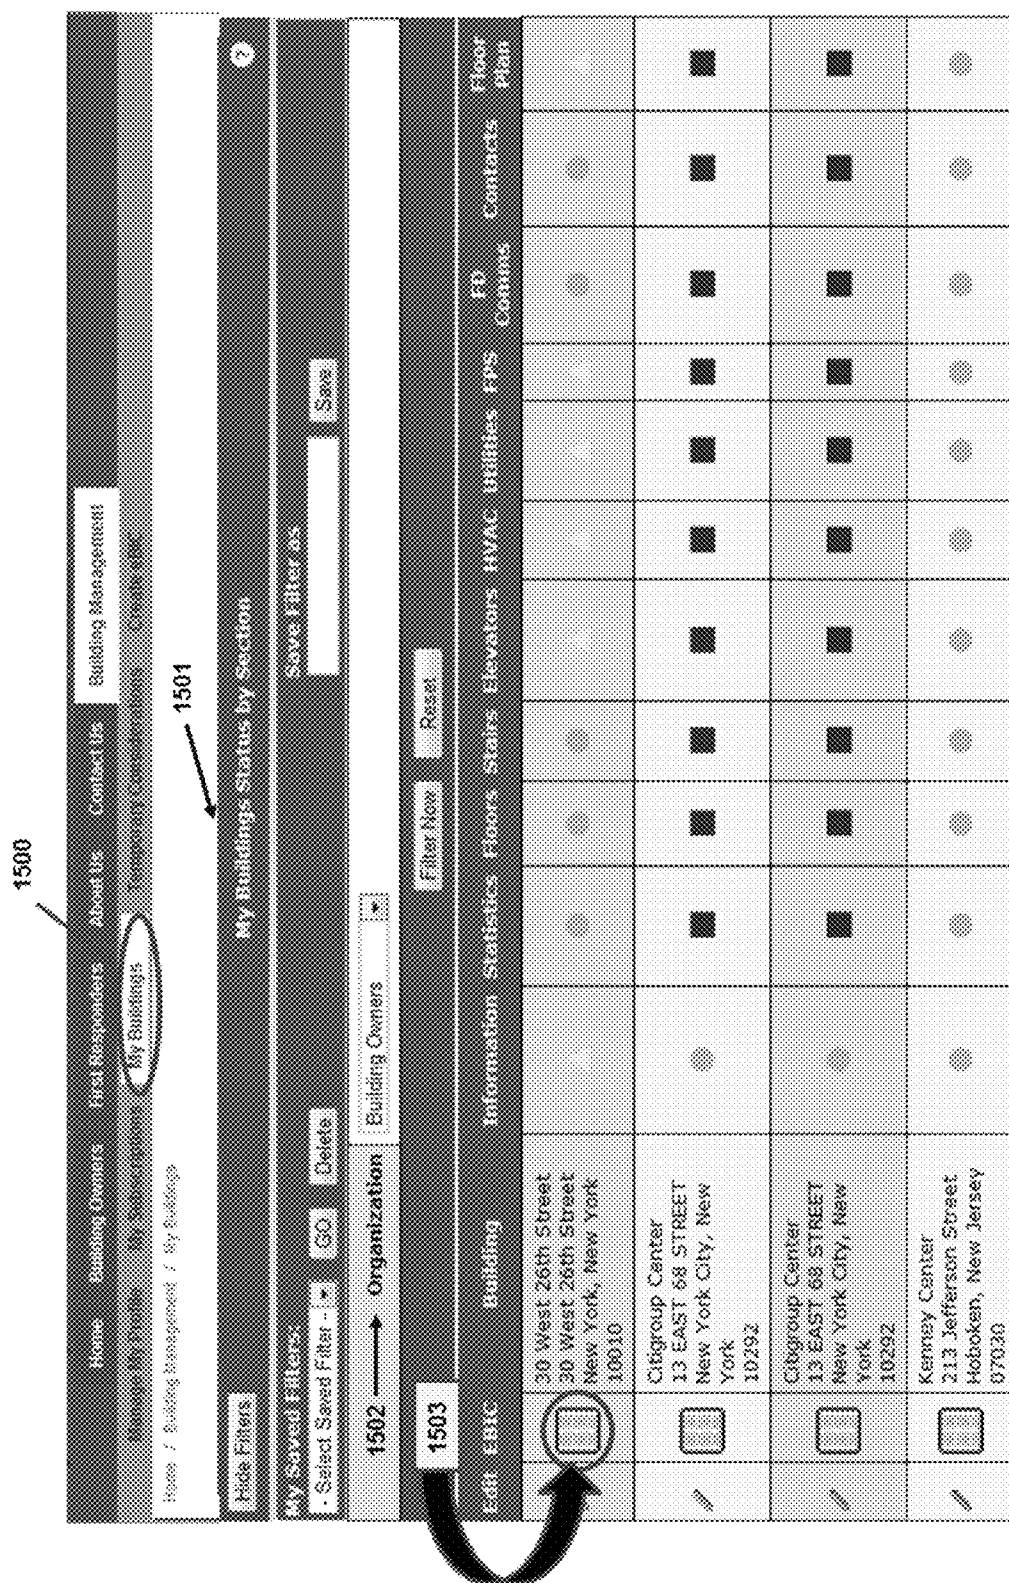 1500
Home Building Owners First Responders About Us Contact Us Building Management
Manage My Profile My Subscriptions My Buildings
Home / Building Management / My Buildings
1501
Hide Filters My Buildings Status by Section ?
My Saved Filters: Save Filter as
- Select Saved Filter - GO Delete Save
1502 Organization Building Owners
1503 Filter Now Reset
Edit EBIC Building Information Statistics Floors Stairs Elevators HVAC Utilities FPS FD Comms Contacts Floor Plan
30 West 26th Street
30 West 26th Street
New York, New York
10010
Citigroup Center
13 EAST 68 STREET
New York City, New
York
10292
Citigroup Center
13 EAST 68 STREET
New York City, New
York
10292
Kenney Center
213 Jefferson Street
Hoboken, New Jersey
07030